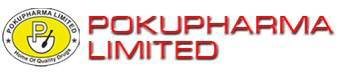 POKUPHARMA LIMITED
P
Home Of Quality Drugs
POKUPHARMA
LIMITED